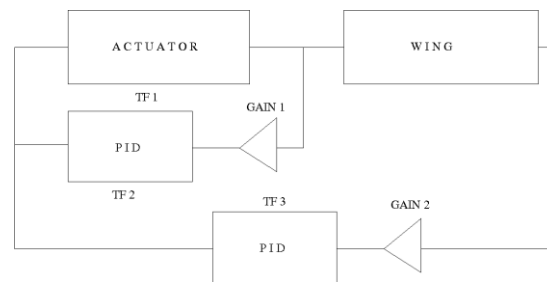 ACTUATOR
WING
TF 1
GAIN 1
PID
TF 2
TF 3
GAIN 2
PID